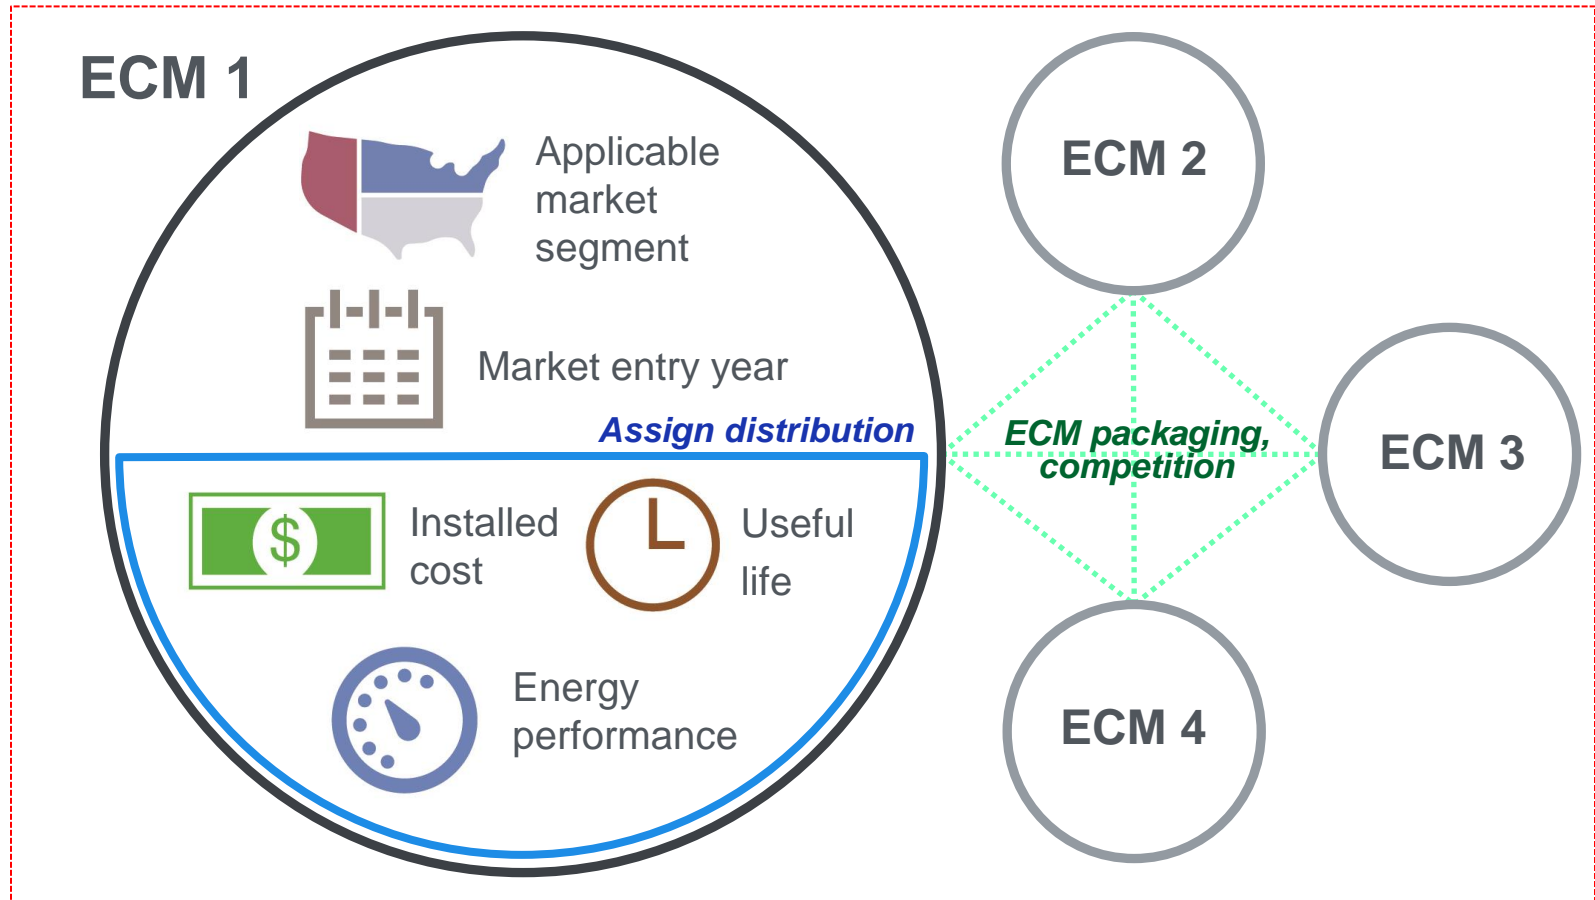 ECM 1
Applicable
market
segment
Market entry year
Assign distribution
$
Installed
cost
Useful
life
Energy
performance
ECM 2
ECM packaging,
competition
ECM 3
ECM 4